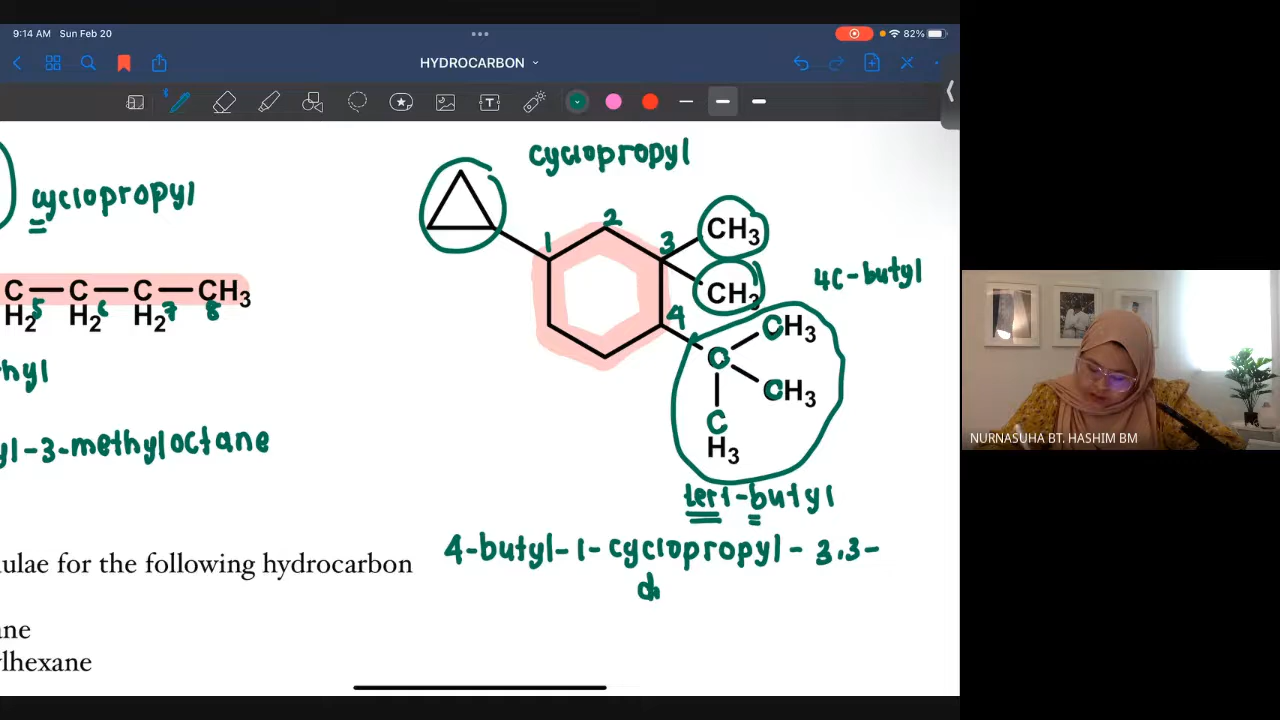 9:14 AM Sun Feb 20
82%
HYDROCARBON
T
cyclopropyl
cyclopropyl
1
2
3
4
CH3
CH3
4C-butyl
C
CH3
CH3
C
H3
tert-butyl
4-butyl-1-cyclopropyl-3,3-
C—C—C—CH3
H2 H2 H2
5 6 7 8
hyl
yl-3-methyloctane
ulae for the following hydrocarbon
ane
ylhexane
NURNASUHA BT. HASHIM BM